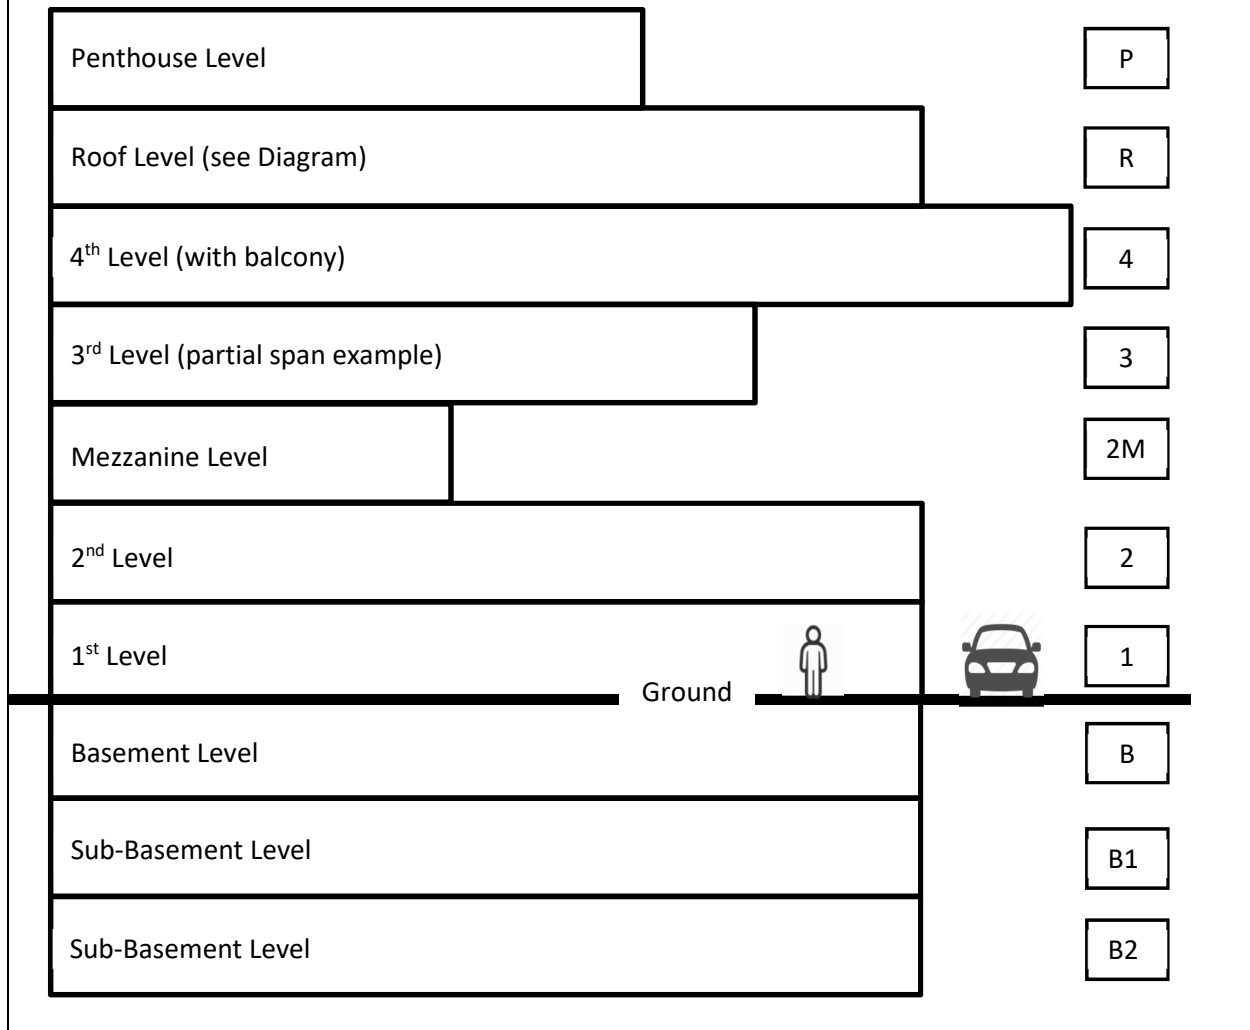 Penthouse Level P
Roof Level (see Diagram) R
4th Level (with balcony) 4
3rd Level (partial span example) 3
Mezzanine Level 2M
2nd Level 2
1st Level 1
Ground
Basement Level B
Sub-Basement Level B1
Sub-Basement Level B2